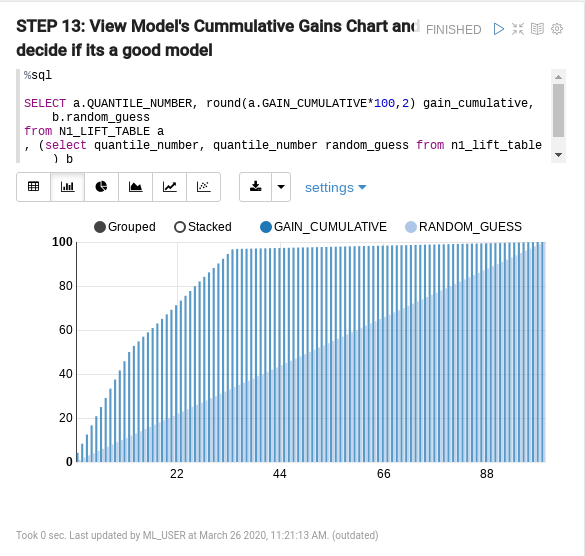 STEP 13: View Model's Cummulative Gains Chart and
decide if its a good model
FINISHED
%sql
SELECT a.QUANTILE_NUMBER, round(a.GAIN_CUMULATIVE*100,2) gain_cumulative,
b.random_guess
from N1_LIFT_TABLE a
, (select quantile_number, quantile_number random_guess from n1_lift_table
) b
settings
Grouped Stacked GAIN_CUMULATIVE RANDOM_GUESS
100
80
60
40
20
0
22 44 66 88
Took 0 sec. Last updated by ML_USER at March 26 2020, 11:21:13 AM. (outdated)